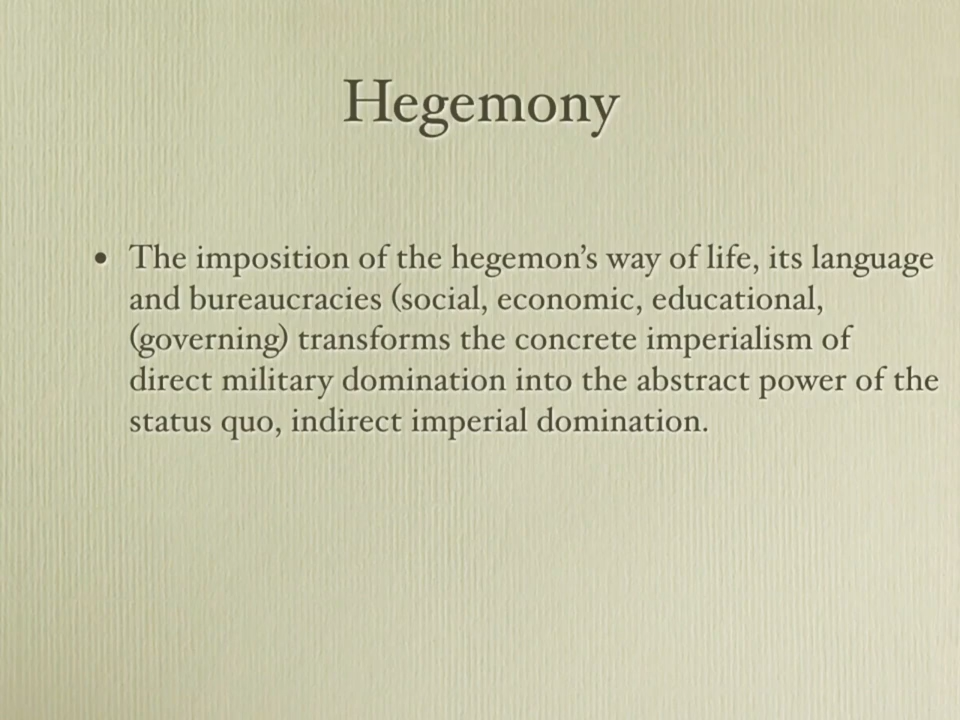 Hegemony
• The imposition of the hegemon’s way of life, its language
and bureaucracies (social, economic, educational,
(governing) transforms the concrete imperialism of
direct military domination into the abstract power of the
status quo, indirect imperial domination.